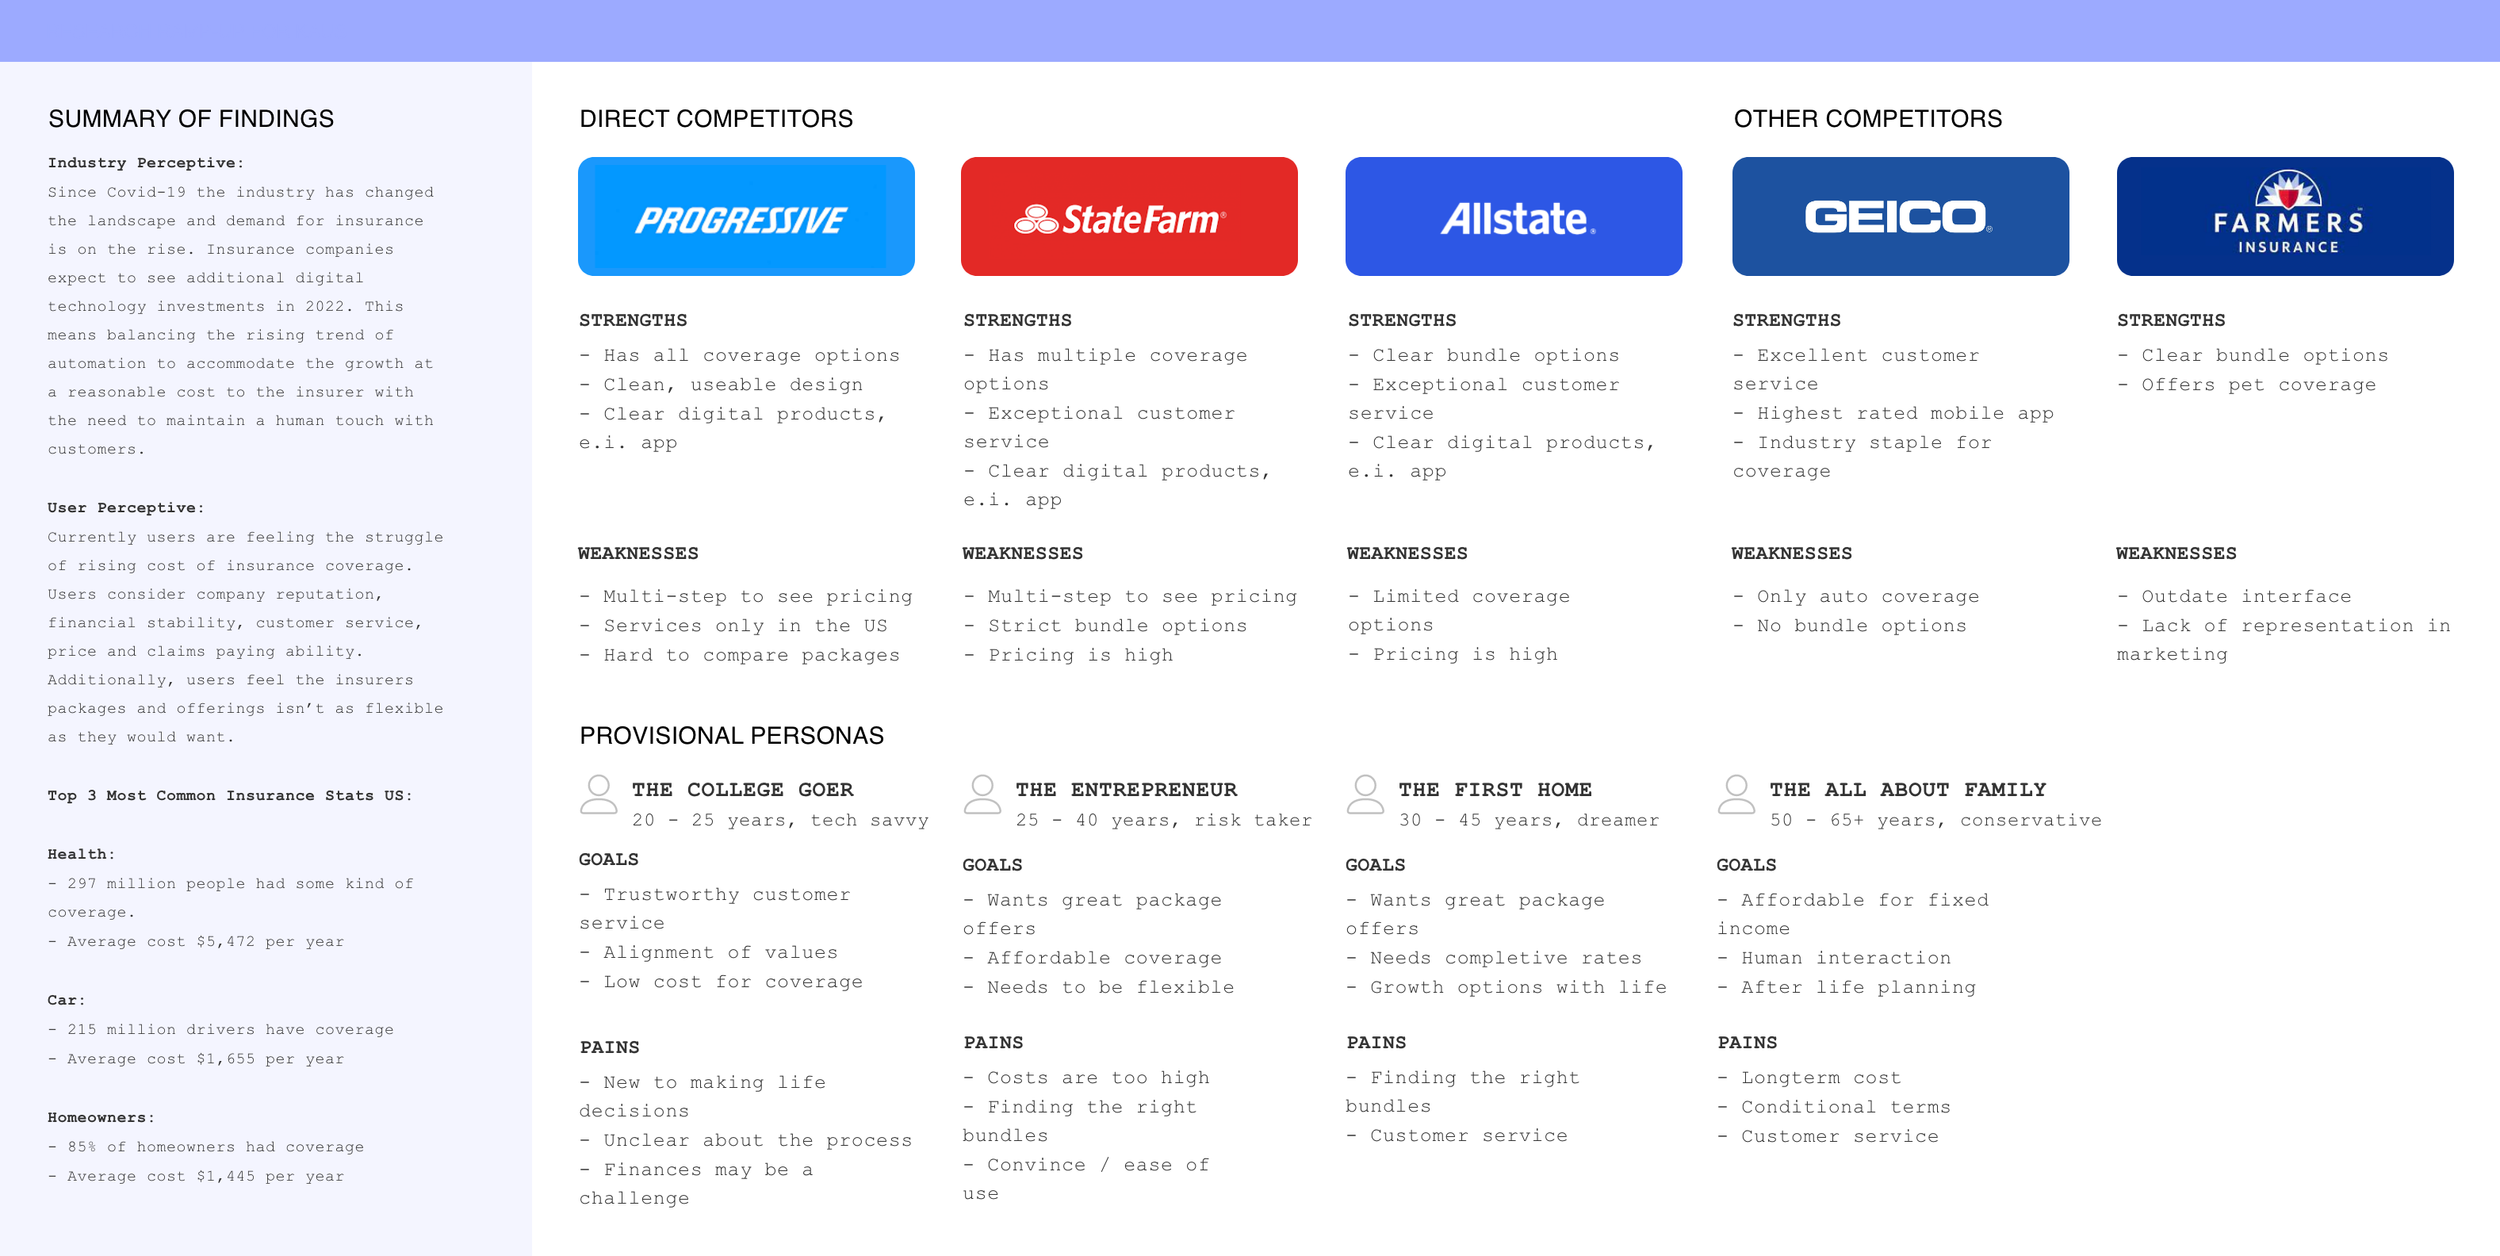 SUMMARY OF FINDINGS
Industry Perceptive:
Since Covid-19 the industry has changed
the landscape and demand for insurance
is on the rise. Insurance companies
expect to see additional digital
technology investments in 2022. This
means balancing the rising trend of
automation to accommodate the growth at
a reasonable cost to the insurer with
the need to maintain a human touch with
customers.
User Perceptive:
Currently users are feeling the struggle
of rising cost of insurance coverage.
Users consider company reputation,
financial stability, customer service,
price and claims paying ability.
Additionally, users feel the insurers
packages and offerings isn’t as flexible
as they would want.
Top 3 Most Common Insurance Stats US:
Health:
- 297 million people had some kind of
coverage.
- Average cost $5,472 per year
Car:
- 215 million drivers have coverage
- Average cost $1,655 per year
Homeowners:
- 85% of homeowners had coverage
- Average cost $1,445 per year
DIRECT COMPETITORS
PROGRESSIVE
STRENGTHS
- Has all coverage options
- Clean, useable design
- Clear digital products,
e.i. app
WEAKNESSES
- Multi-step to see pricing
- Services only in the US
- Hard to compare packages
StateFarm®
STRENGTHS
- Has multiple coverage
options
- Exceptional customer
service
- Clear digital products,
e.i. app
WEAKNESSES
- Multi-step to see pricing
- Strict bundle options
- Pricing is high
Allstate®
STRENGTHS
- Clear bundle options
- Exceptional customer
service
- Clear digital products,
e.i. app
WEAKNESSES
- Limited coverage
options
- Pricing is high
OTHER COMPETITORS
GEICO®
STRENGTHS
- Excellent customer
service
- Highest rated mobile app
- Industry staple for
coverage
WEAKNESSES
- Only auto coverage
- No bundle options
FARMERS
INSURANCE
STRENGTHS
- Clear bundle options
- Offers pet coverage
WEAKNESSES
- Outdate interface
- Lack of representation in
marketing
PROVISIONAL PERSONAS
THE COLLEGE GOER
20 - 25 years, tech savvy
GOALS
- Trustworthy customer
service
- Alignment of values
- Low cost for coverage
PAINS
- New to making life
decisions
- Unclear about the process
- Finances may be a
challenge
THE ENTREPRENEUR
25 - 40 years, risk taker
GOALS
- Wants great package
offers
- Affordable coverage
- Needs to be flexible
PAINS
- Costs are too high
- Finding the right
bundles
- Convince / ease of
use
THE FIRST HOME
30 - 45 years, dreamer
GOALS
- Wants great package
offers
- Needs completive rates
- Growth options with life
PAINS
- Finding the right
bundles
- Customer service
THE ALL ABOUT FAMILY
50 - 65+ years, conservative
GOALS
- Affordable for fixed
income
- Human interaction
- After life planning
PAINS
- Longterm cost
- Conditional terms
- Customer service